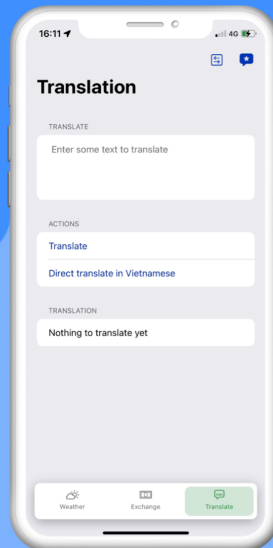 16:11
4G
Translation
TRANSLATE
Enter some text to translate
ACTIONS
Translate
Direct translate in Vietnamese
TRANSLATION
Nothing to translate yet
Weather
Exchange
Translate